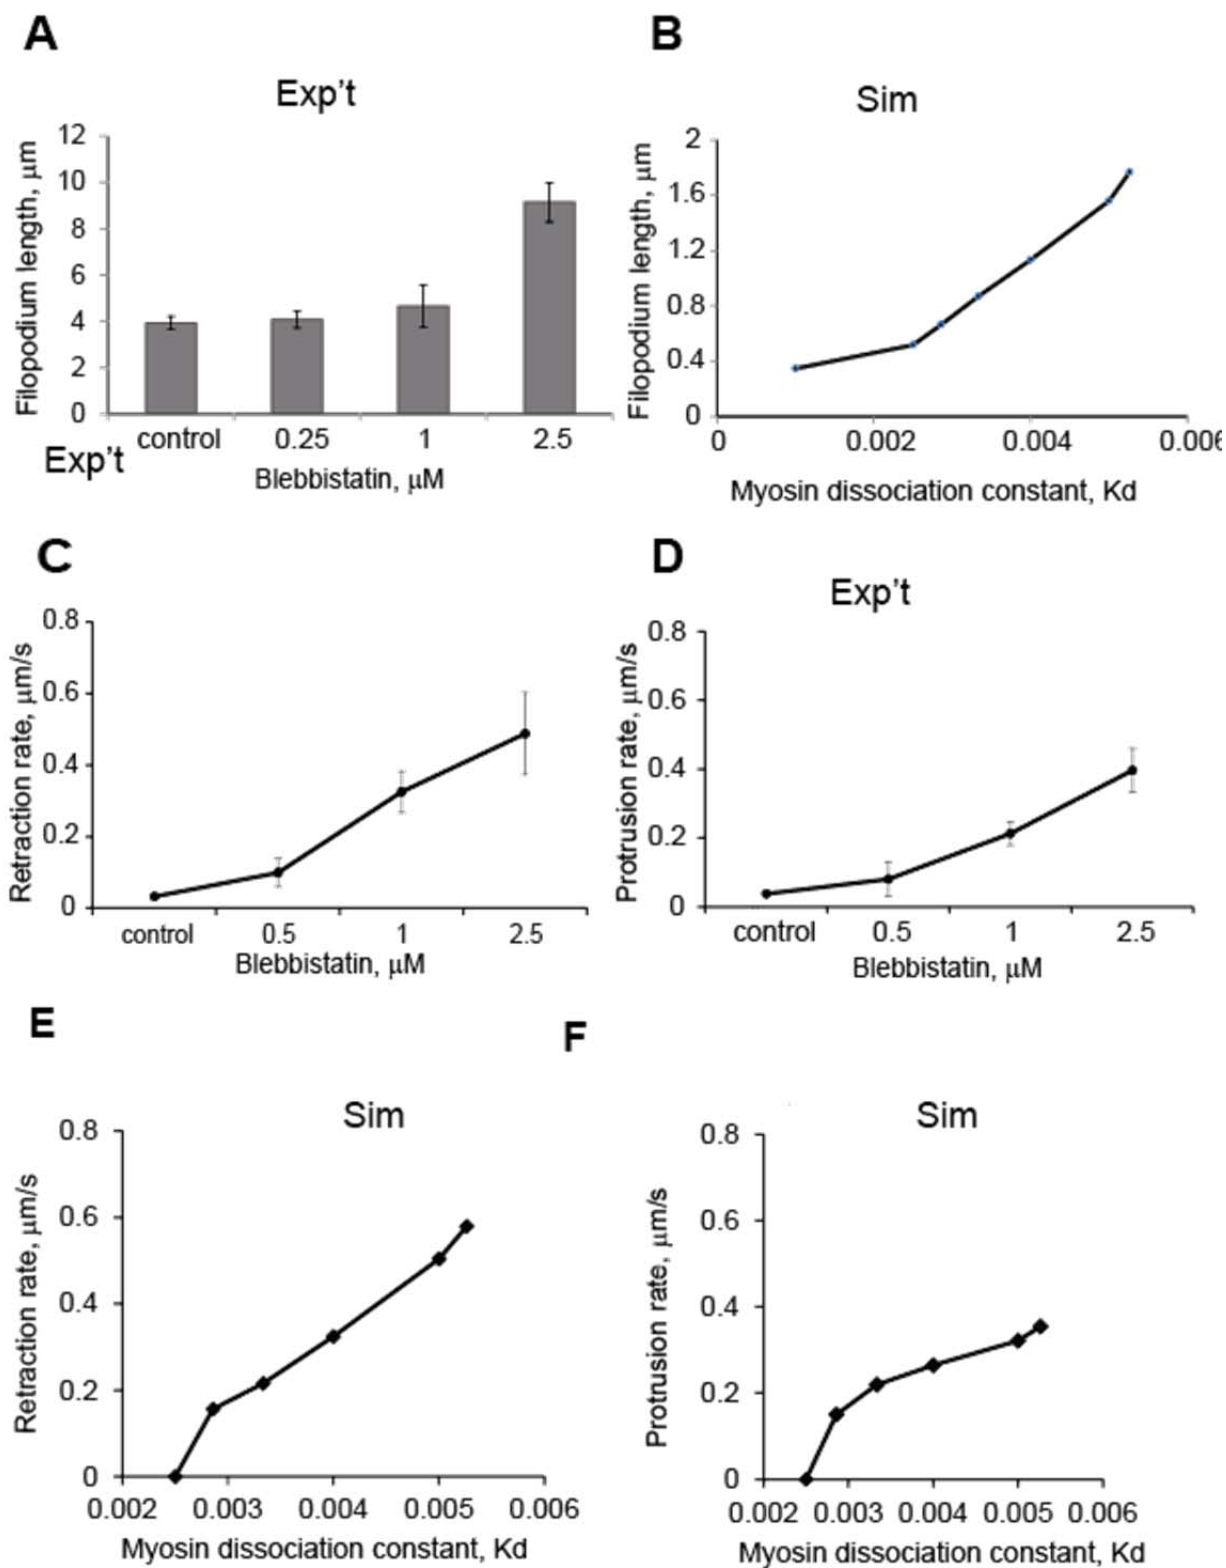 A
Exp't
Filopodium length, μm
12
10
8
6
4
2
0
control 0.25 1 2.5
Blebbistatin, μM
B
Sim
Filopodium length, μm
2
1.6
1.2
0.8
0.4
0
0 0.002 0.004 0.006
Myosin dissociation constant, Kd
Exp't
C
Retraction rate, μm/s
0.8
0.6
0.4
0.2
0
control 0.5 1 2.5
Blebbistatin, μM
D
Exp't
Protrusion rate, μm/s
0.8
0.6
0.4
0.2
0
control 0.5 1 2.5
Blebbistatin, μM
E
Sim
Retraction rate, μm/s
0.8
0.6
0.4
0.2
0
0.002 0.003 0.004 0.005 0.006
Myosin dissociation constant, Kd
F
Sim
Protrusion rate, μm/s
0.8
0.6
0.4
0.2
0
0.002 0.003 0.004 0.005 0.006
Myosin dissociation constant, Kd